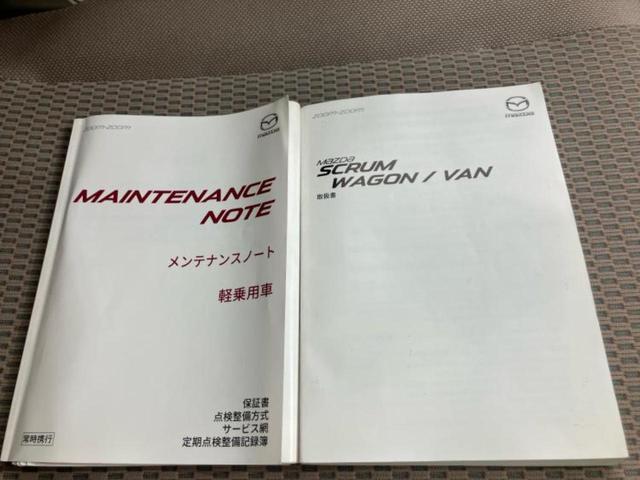 zoom-zoom
mazda
MAINTENANCE
NOTE
メンテナンスノート
軽乗用車
保証書
点検整備方式
サービス網
定期点検整備記録簿
常時携行
zoom-zoom
mazda
MAZDA
SCRUM
WAGON / VAN
取扱書